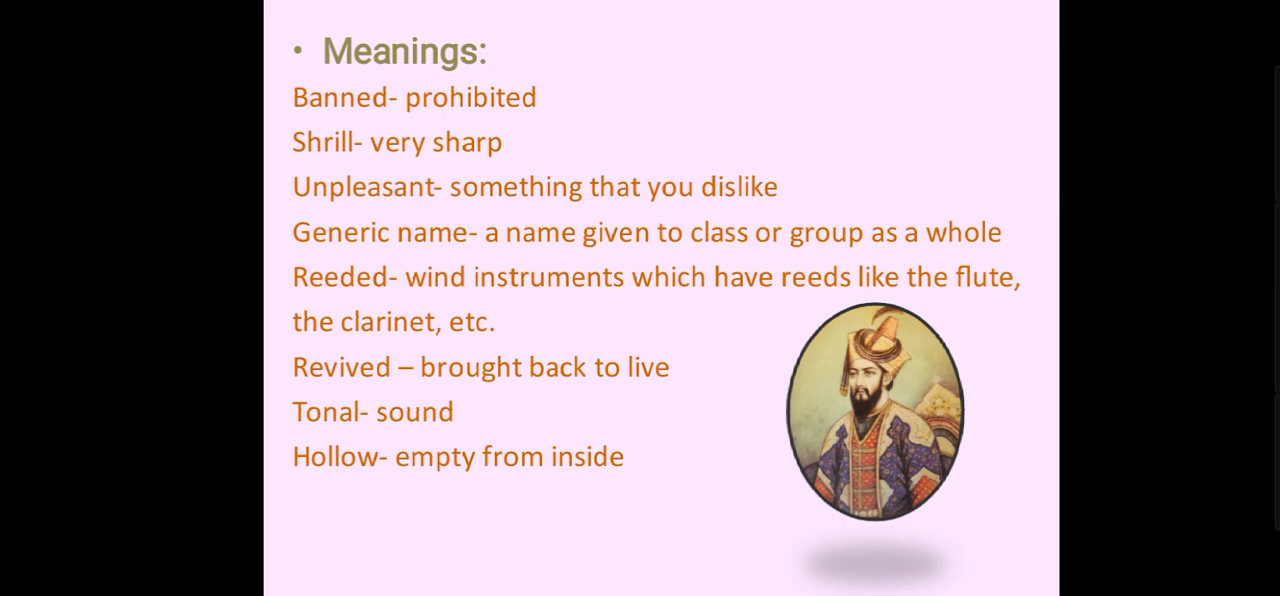 • Meanings:
Banned- prohibited
Shrill- very sharp
Unpleasant- something that you dislike
Generic name- a name given to class or group as a whole
Reeded- wind instruments which have reeds like the flute,
the clarinet, etc.
Revived – brought back to live
Tonal- sound
Hollow- empty from inside